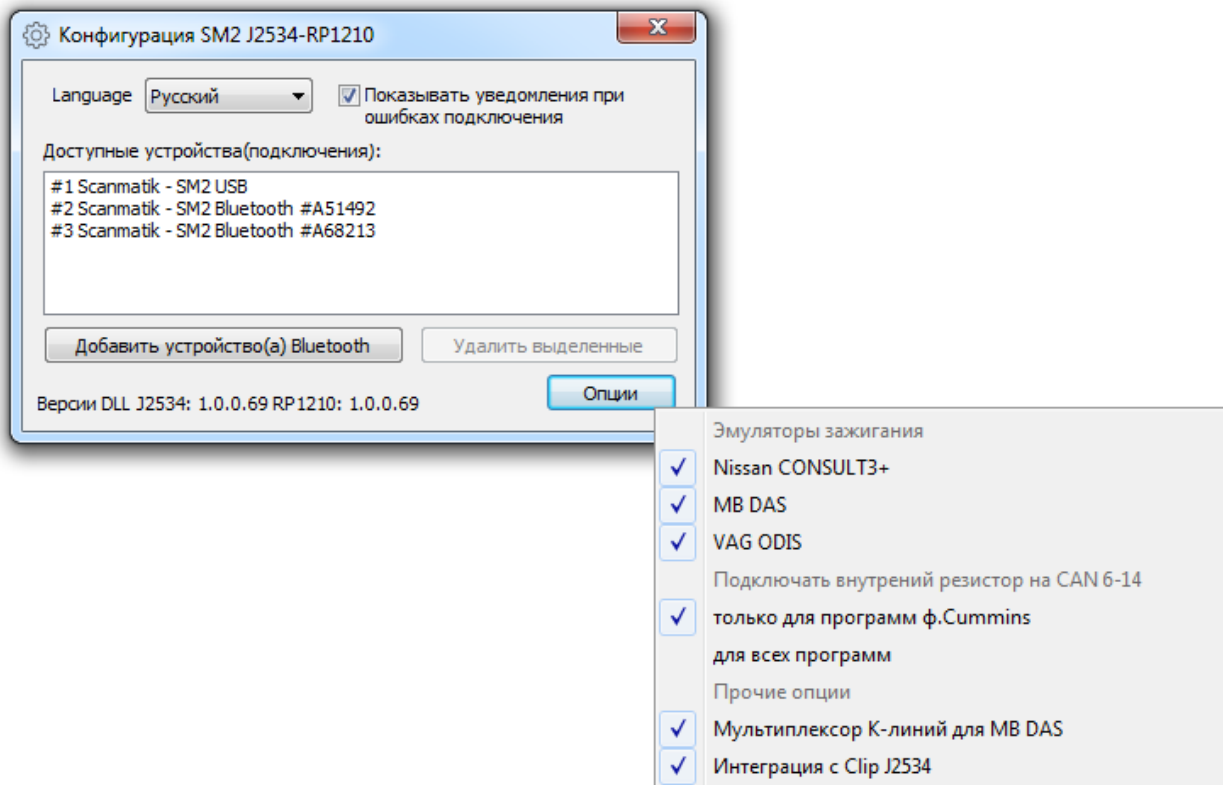 Конфигурация SM2 J2534-RP1210
Language Русский Показывать уведомления при
ошибках подключения
Доступные устройства(подключения):
#1 Scanmatik - SM2 USB
#2 Scanmatik - SM2 Bluetooth #A51492
#3 Scanmatik - SM2 Bluetooth #A68213
Добавить устройство(а) Bluetooth Удалить выделенные
Версии DLL J2534: 1.0.0.69 RP1210: 1.0.0.69 Опции
Эмуляторы зажигания
Nissan CONSULT3+
MB DAS
VAG ODIS
Подключать внутрений резистор на CAN 6-14
только для программ ф.Cummins
для всех программ
Прочие опции
Мультиплексор К-линий для MB DAS
Интеграция с Clip J2534